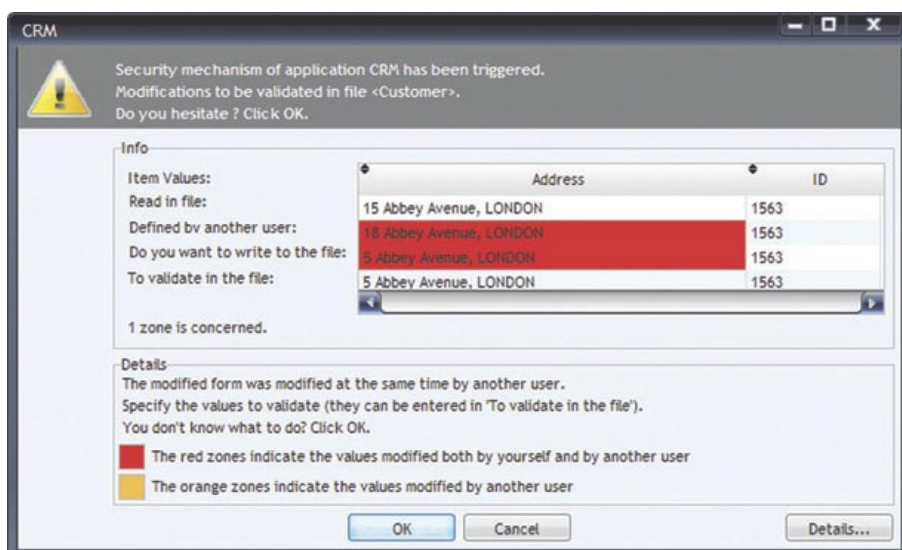 CRM
Security mechanism of application CRM has been triggered.
Modifications to be validated in file <Customer>.
Do you hesitate ? Click OK.
Info
Item Values: Address ID
Read in file: 15 Abbey Avenue, LONDON 1563
Defined by another user: 18 Abbey Avenue, LONDON 1563
Do you want to write to the file: 5 Abbey Avenue, LONDON 1563
To validate in the file: 5 Abbey Avenue, LONDON 1563
1 zone is concerned.
Details
The modified form was modified at the same time by another user.
Specify the values to validate (they can be entered in 'To validate in the file').
You don't know what to do? Click OK.
The red zones indicate the values modified both by yourself and by another user
The orange zones indicate the values modified by another user
OK Cancel Details...